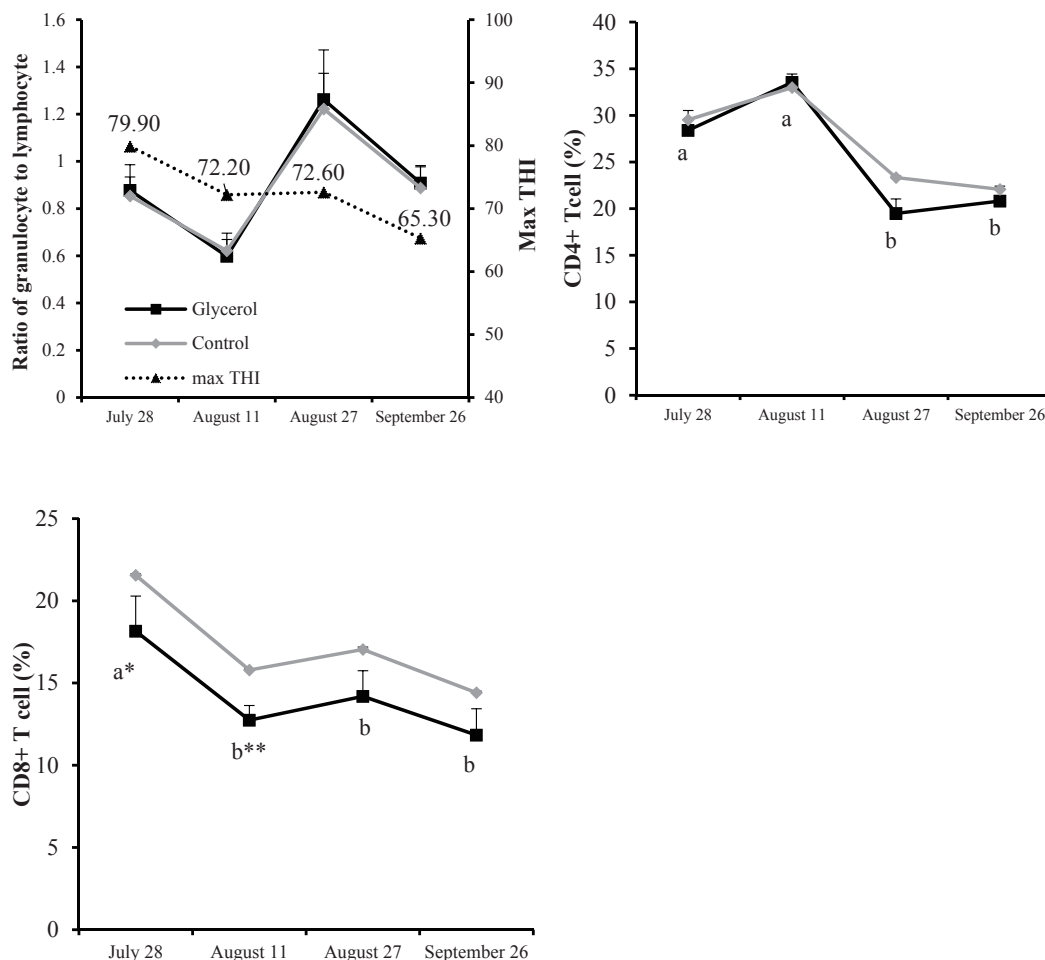 Ratio of granulocyte to lymphocyte
1.6
1.4
1.2
1
0.8
0.6
0.4
0.2
0
79.90
72.20
72.60
65.30
Glycerol
Control
max THI
100
90
80
70
60
50
40
Max THI
July 28 August 11 August 27 September 26
CD4+ Tcell (%)
40
35
30
25
20
15
10
5
0
a
a
b
b
July 28 August 11 August 27 September 26
CD8+ T cell (%)
25
20
15
10
5
0
a*
b**
b
b
July 28 August 11 August 27 September 26